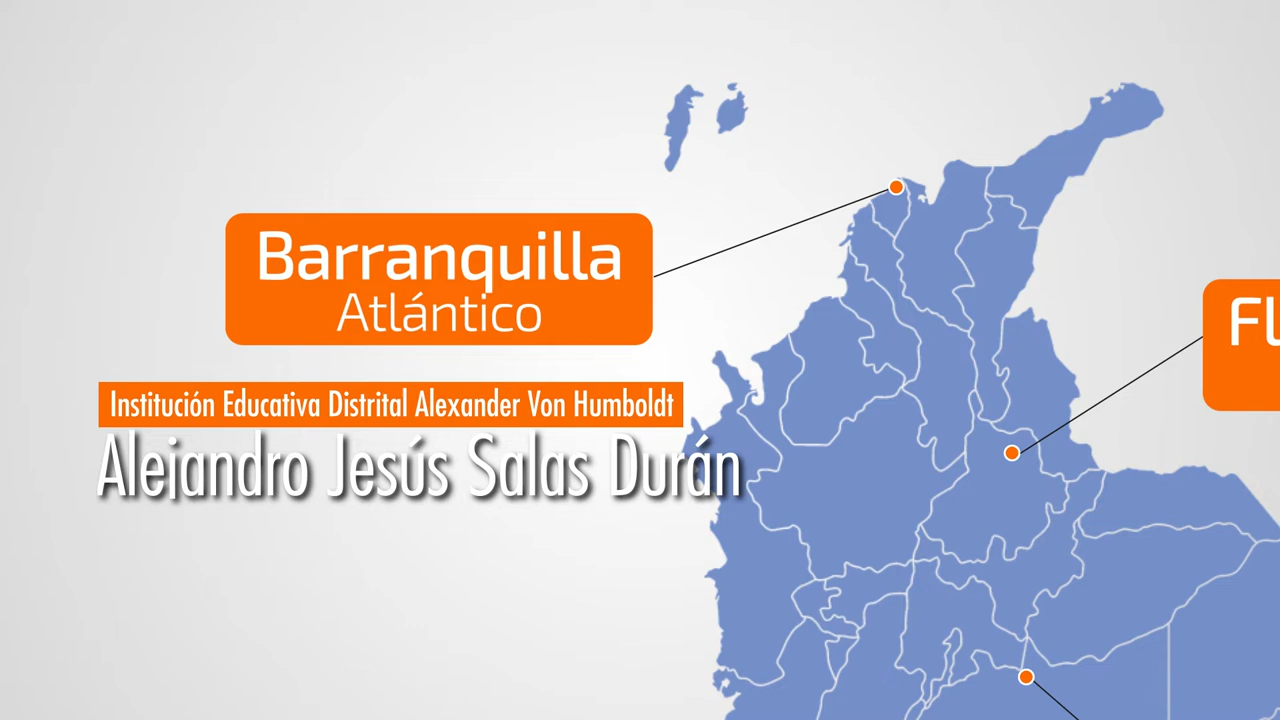 Barranquilla
Atlántico
Institución Educativa Distrital Alexander Von Humboldt
Alejandro Jesús Salas Durán